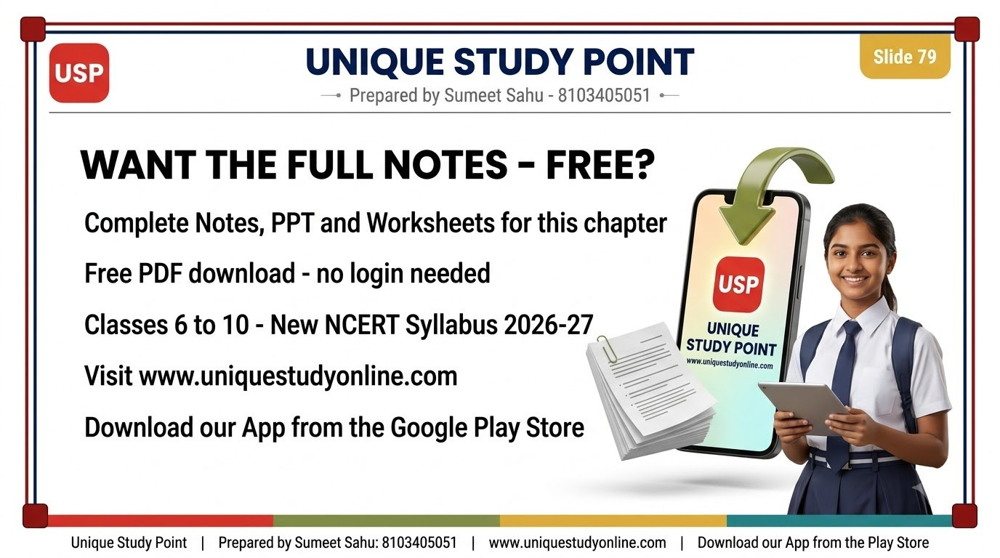 USP
UNIQUE STUDY POINT
Prepared by Sumeet Sahu - 8103405051
Slide 79
WANT THE FULL NOTES - FREE?
Complete Notes, PPT and Worksheets for this chapter
Free PDF download - no login needed
Classes 6 to 10 - New NCERT Syllabus 2026-27
Visit www.uniquestudyonline.com
Download our App from the Google Play Store
USP
UNIQUE
STUDY POINT
www.uniquestudyonline.com
Unique Study Point | Prepared by Sumeet Sahu: 8103405051 | www.uniquestudyonline.com | Download our App from the Play Store